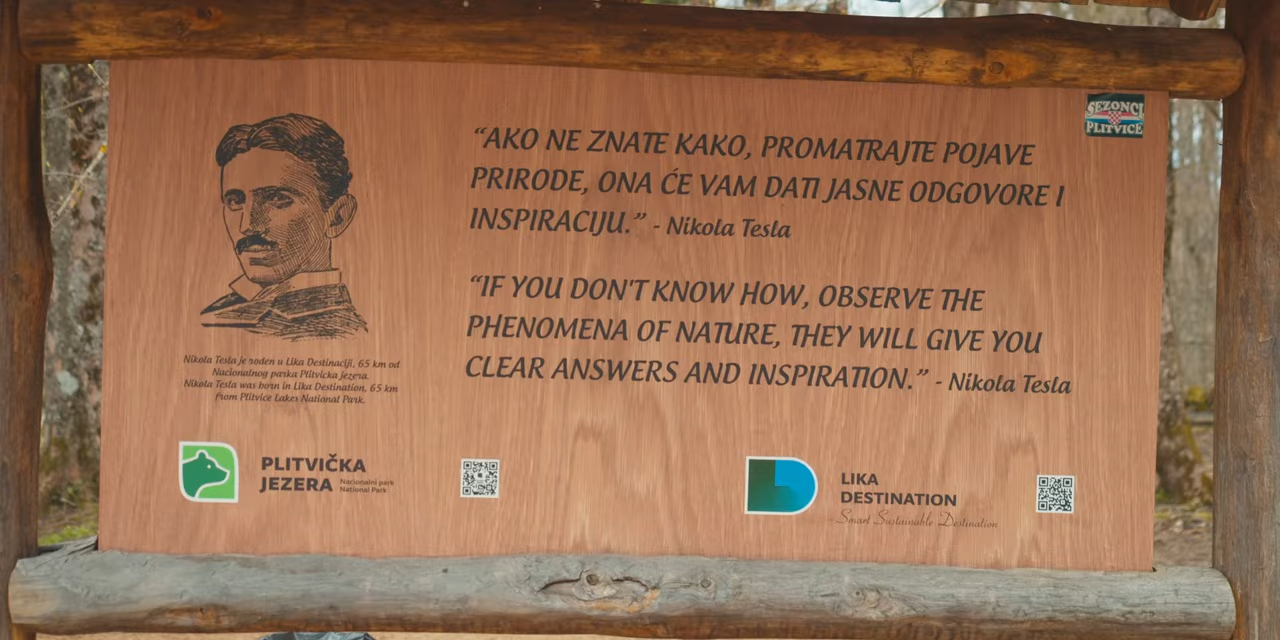 SEZONCI
PLITVICE
“AKO NE ZNATE KAKO, PROMATRAJTE POJAVE
PRIRODE, ONA ĆE VAM DATI JASNE ODGOVORE I
INSPIRACIJU.” - Nikola Tesla
“IF YOU DON'T KNOW HOW, OBSERVE THE
PHENOMENA OF NATURE, THEY WILL GIVE YOU
CLEAR ANSWERS AND INSPIRATION.” - Nikola Tesla
Nikola Tesla je rođen u Lika Destinaciji, 65 km od
Nacionalnog parka Plitvička Jezera.
Nikola Tesla was born in Lika Destination, 65 km
from Plitvice Lakes National Park.
PLITVIČKA
JEZERA
Nacionalni park
National Park
LIKA
DESTINATION
Smart Sustainable Destination